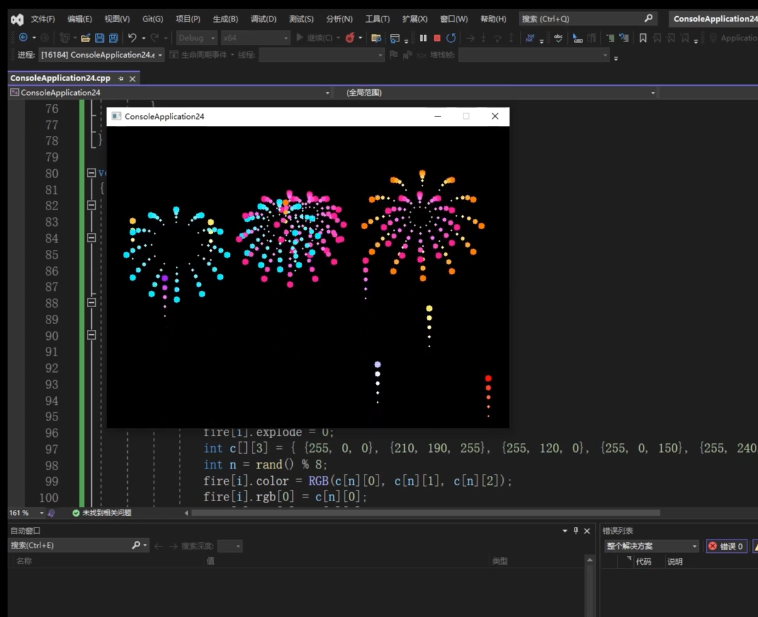 文件(F) 编辑(E) 视图(V) Git(G) 项目(P) 生成(B) 调试(D) 测试(S) 分析(N) 工具(T) 扩展(X) 窗口(W) 帮助(H) 搜索 (Ctrl+Q) ConsoleApplication24
Debug x64 继续(C) Application
进程: [16184] ConsoleApplication24.e 生命周期事件 线程: 堆栈帧:
ConsoleApplication24.cpp
ConsoleApplication24 (全局范围)
76
ConsoleApplication24
77
78 }
79
80
81 {
82
83
84
85
86
87
88
89
90
91
92
93
94
95
96 fire[i].explode = 0;
97 int c[][3] = { {255, 0, 0}, {210, 190, 255}, {255, 120, 0}, {255, 0, 150}, {255, 240
98 int n = rand() % 8;
99 fire[i].color = RGB(c[n][0], c[n][1], c[n][2]);
100 fire[i].rgb[0] = c[n][0];
161 % 未找到相关问题
自动窗口 错误列表
搜索(Ctrl+E) 搜索深度: 整个解决方案 错误 0
名称 值 类型 代码 说明